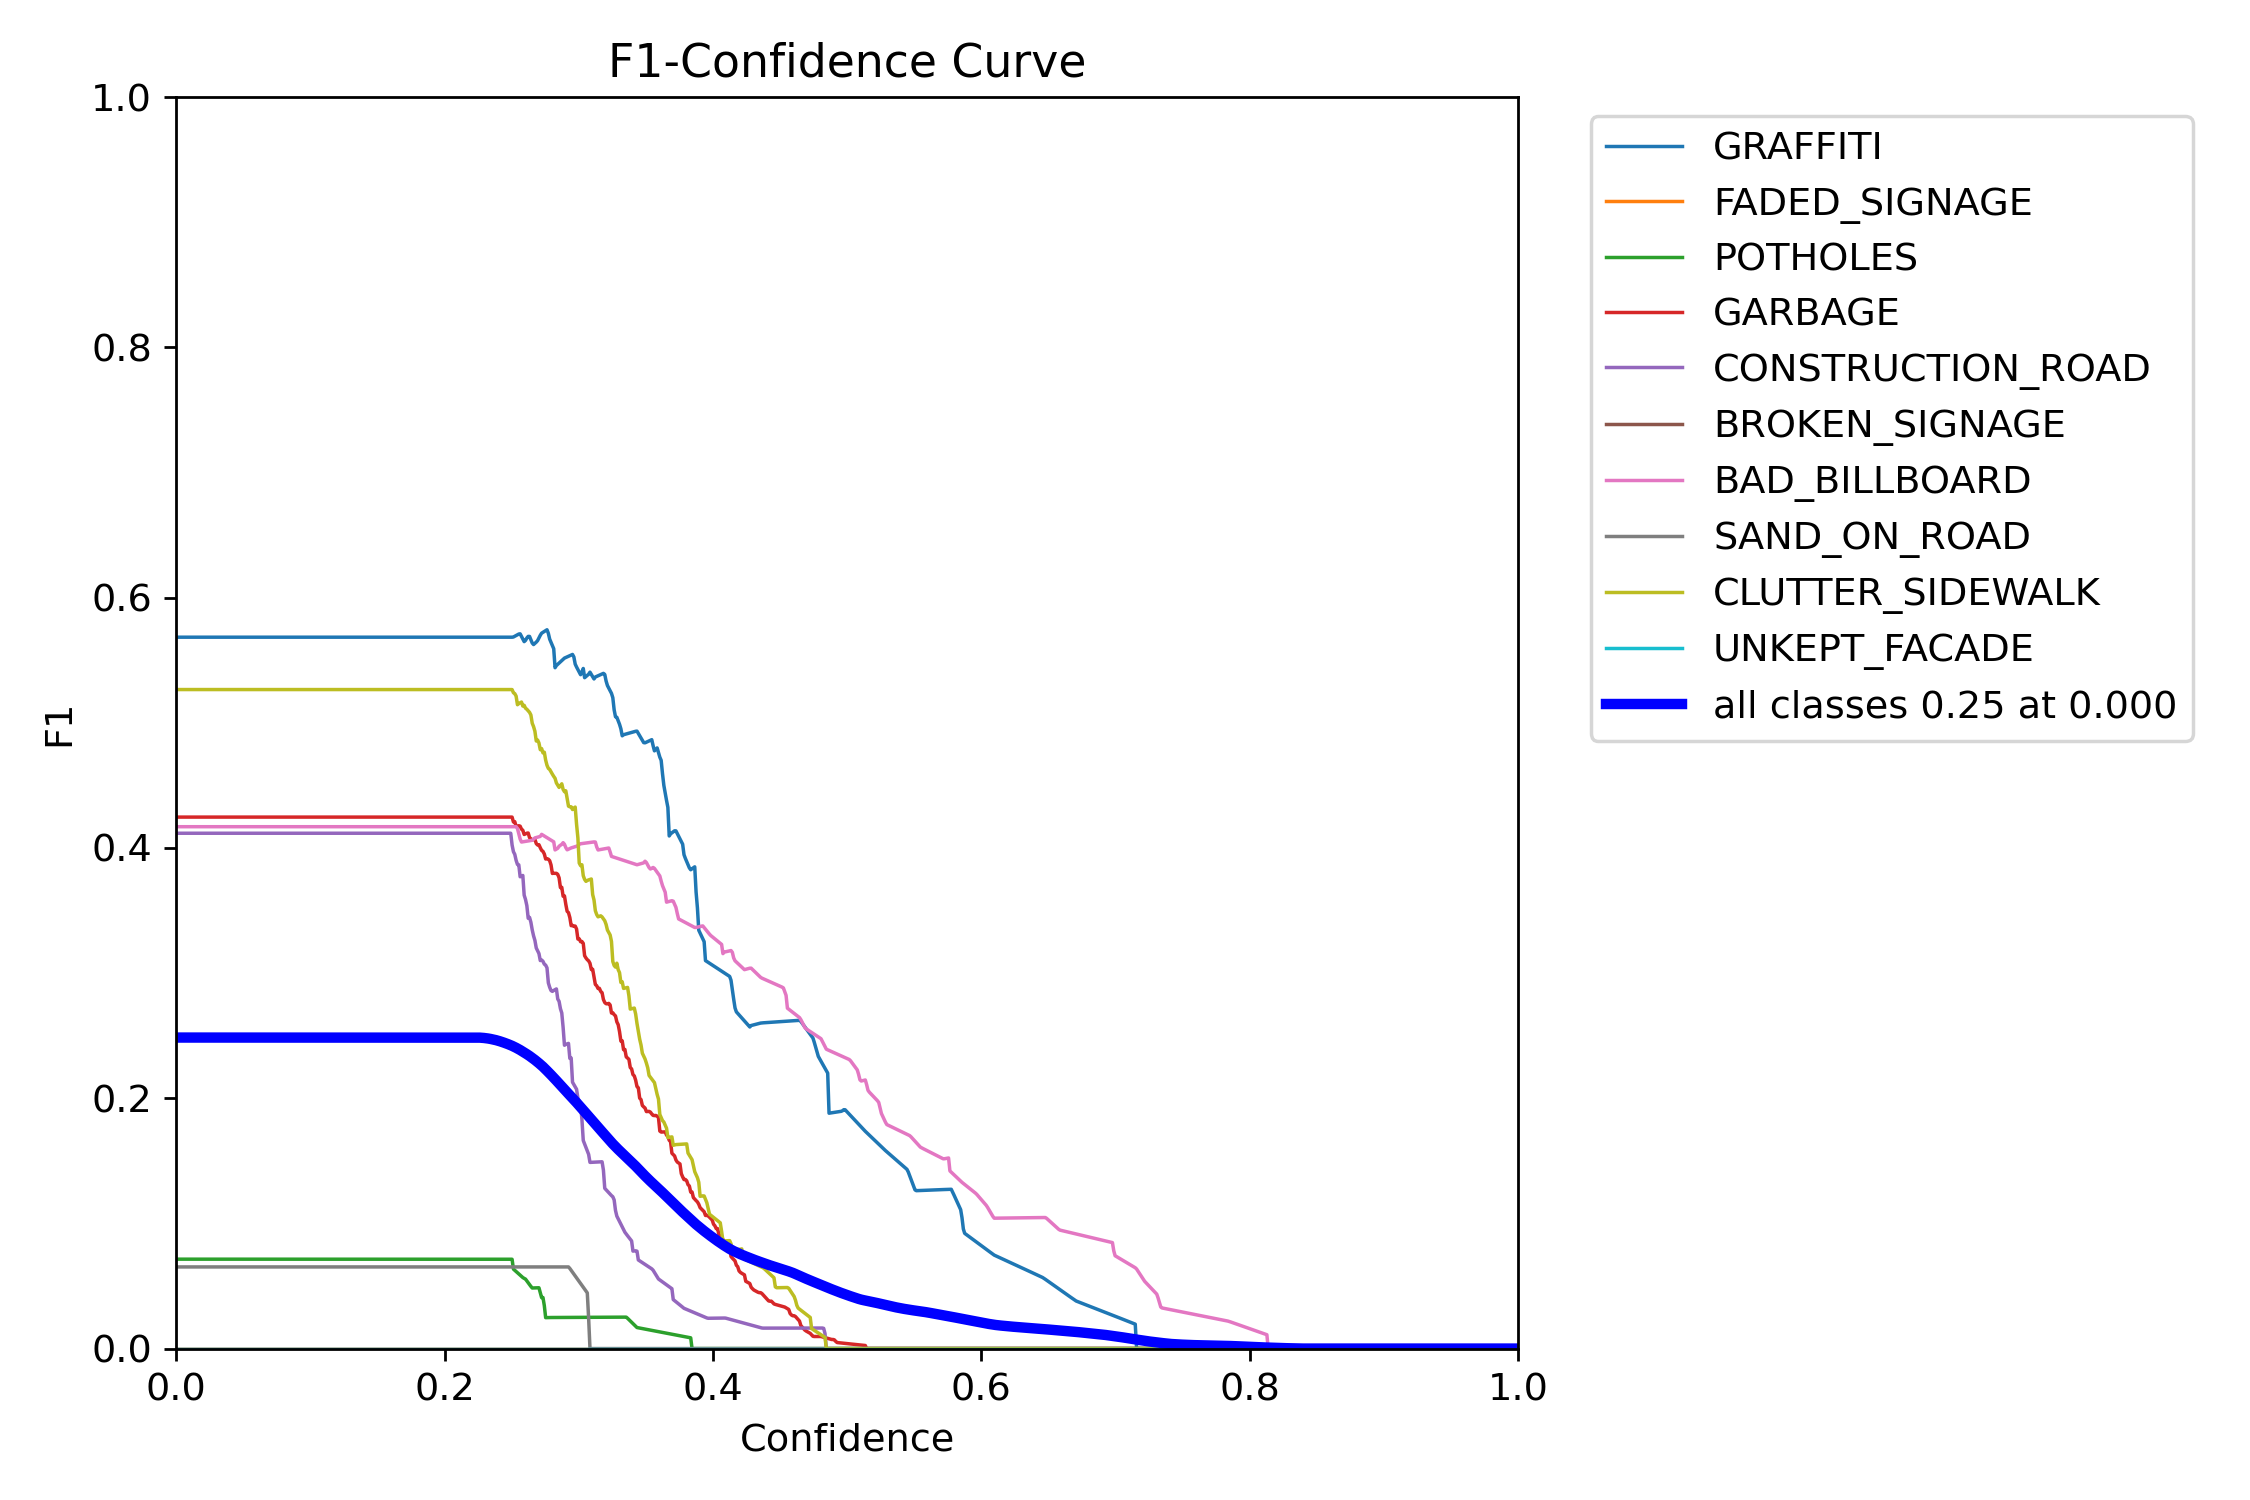 F1-Confidence Curve
1.0
0.8
0.6
0.4
0.2
0.0
F1
0.0 0.2 0.4 0.6 0.8 1.0
Confidence
GRAFFITI
FADED_SIGNAGE
POTHOLES
GARBAGE
CONSTRUCTION_ROAD
BROKEN_SIGNAGE
BAD_BILLBOARD
SAND_ON_ROAD
CLUTTER_SIDEWALK
UNKEPT_FACADE
all classes 0.25 at 0.000